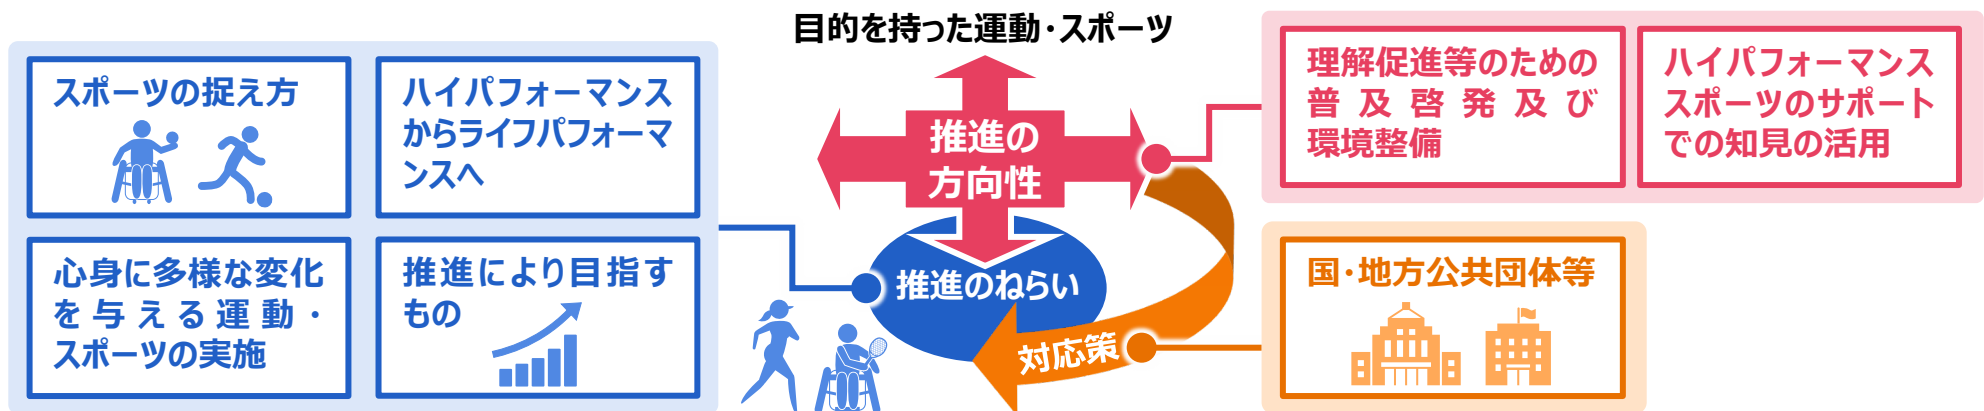 目的を持った運動・スポーツ
スポーツの捉え方
ハイパフォーマンス
からライフパフォーマ
ンスへ
心身に多様な変化
を与える運動・
スポーツの実施
推進により目指す
もの
推進の
方向性
推進のねらい
対応策
理解促進等のための
普及啓発及び
環境整備
ハイパフォーマンス
スポーツのサポート
での知見の活用
国・地方公共団体等